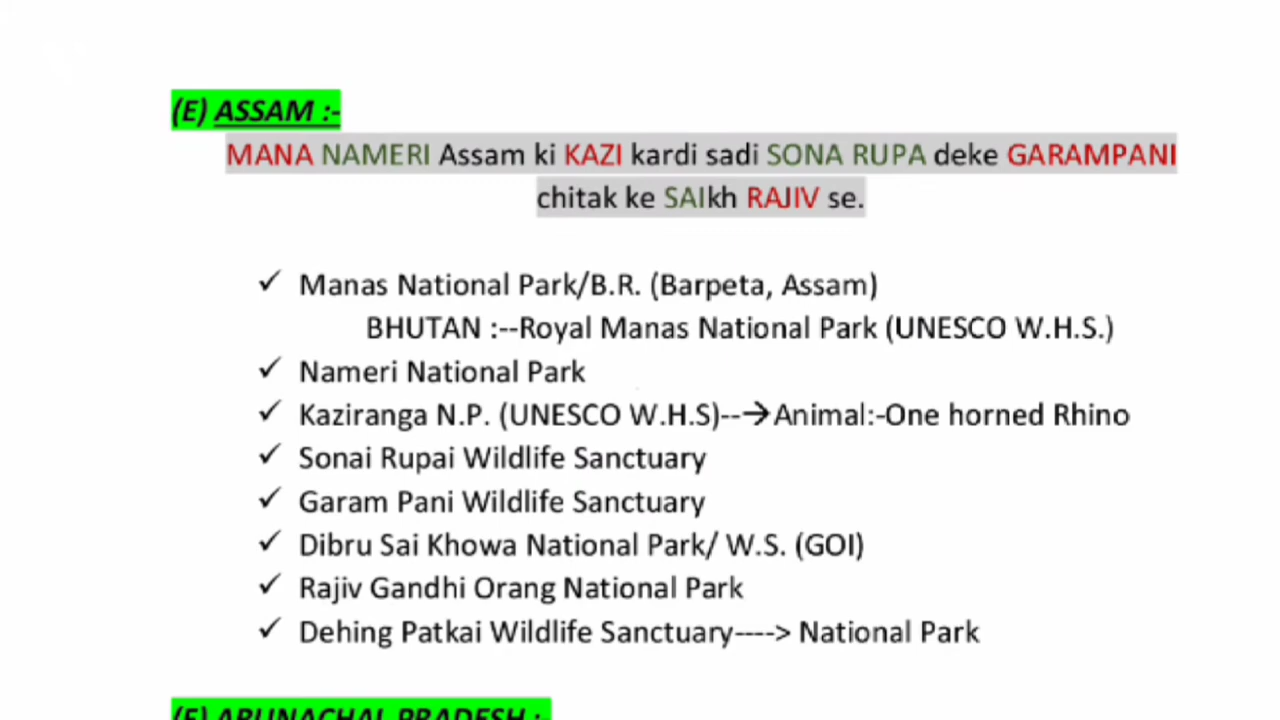 (E) ASSAM :-
MANA NAMERI Assam ki KAZI kardi sadi SONA RUPA deke GARAMPANI
chitak ke SAIkh RAJIV se.
✓ Manas National Park/B.R. (Barpeta, Assam)
BHUTAN :--Royal Manas National Park (UNESCO W.H.S.)
✓ Nameri National Park
✓ Kaziranga N.P. (UNESCO W.H.S)--→Animal:-One horned Rhino
✓ Sonai Rupai Wildlife Sanctuary
✓ Garam Pani Wildlife Sanctuary
✓ Dibru Sai Khowa National Park/ W.S. (GOI)
✓ Rajiv Gandhi Orang National Park
✓ Dehing Patkai Wildlife Sanctuary----> National Park
(F) ARUNACHAL PRADESH :-